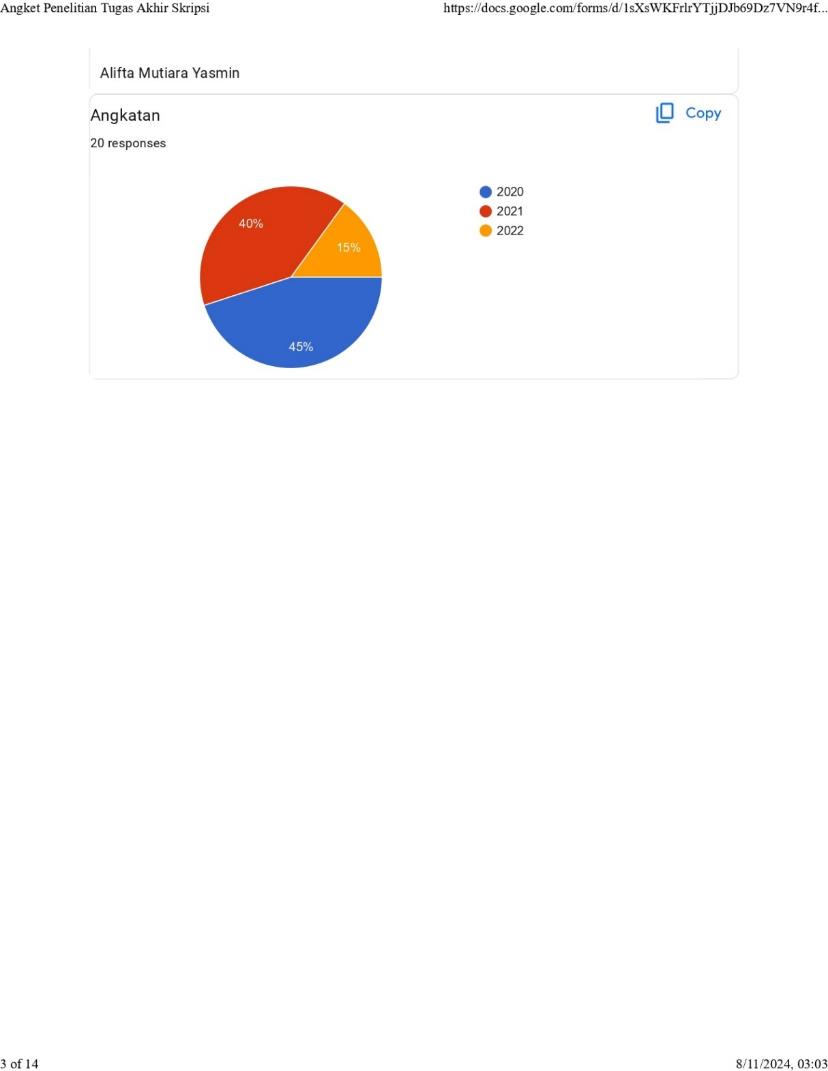 Angket Penelitian Tugas Akhir Skripsi
https://docs.google.com/forms/d/1sXsWKFrlrYTjjDJb69Dz7VN9r4f...
Alifta Mutiara Yasmin
Angkatan
Copy
20 responses
2020
2021
2022
40%
15%
45%
3 of 14
8/11/2024, 03:03